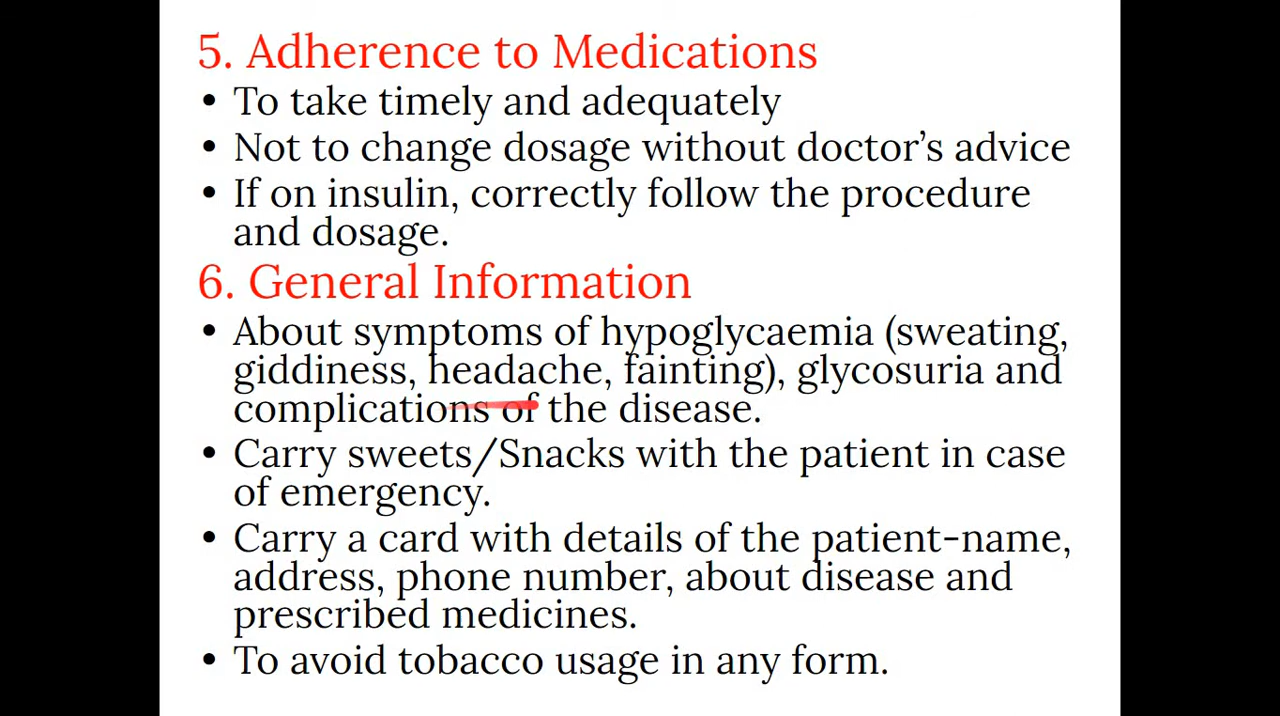 5. Adherence to Medications
• To take timely and adequately
• Not to change dosage without doctor's advice
• If on insulin, correctly follow the procedure
and dosage.
6. General Information
• About symptoms of hypoglycaemia (sweating,
giddiness, headache, fainting), glycosuria and
complications of the disease.
• Carry sweets/Snacks with the patient in case
of emergency.
• Carry a card with details of the patient-name,
address, phone number, about disease and
prescribed medicines.
• To avoid tobacco usage in any form.